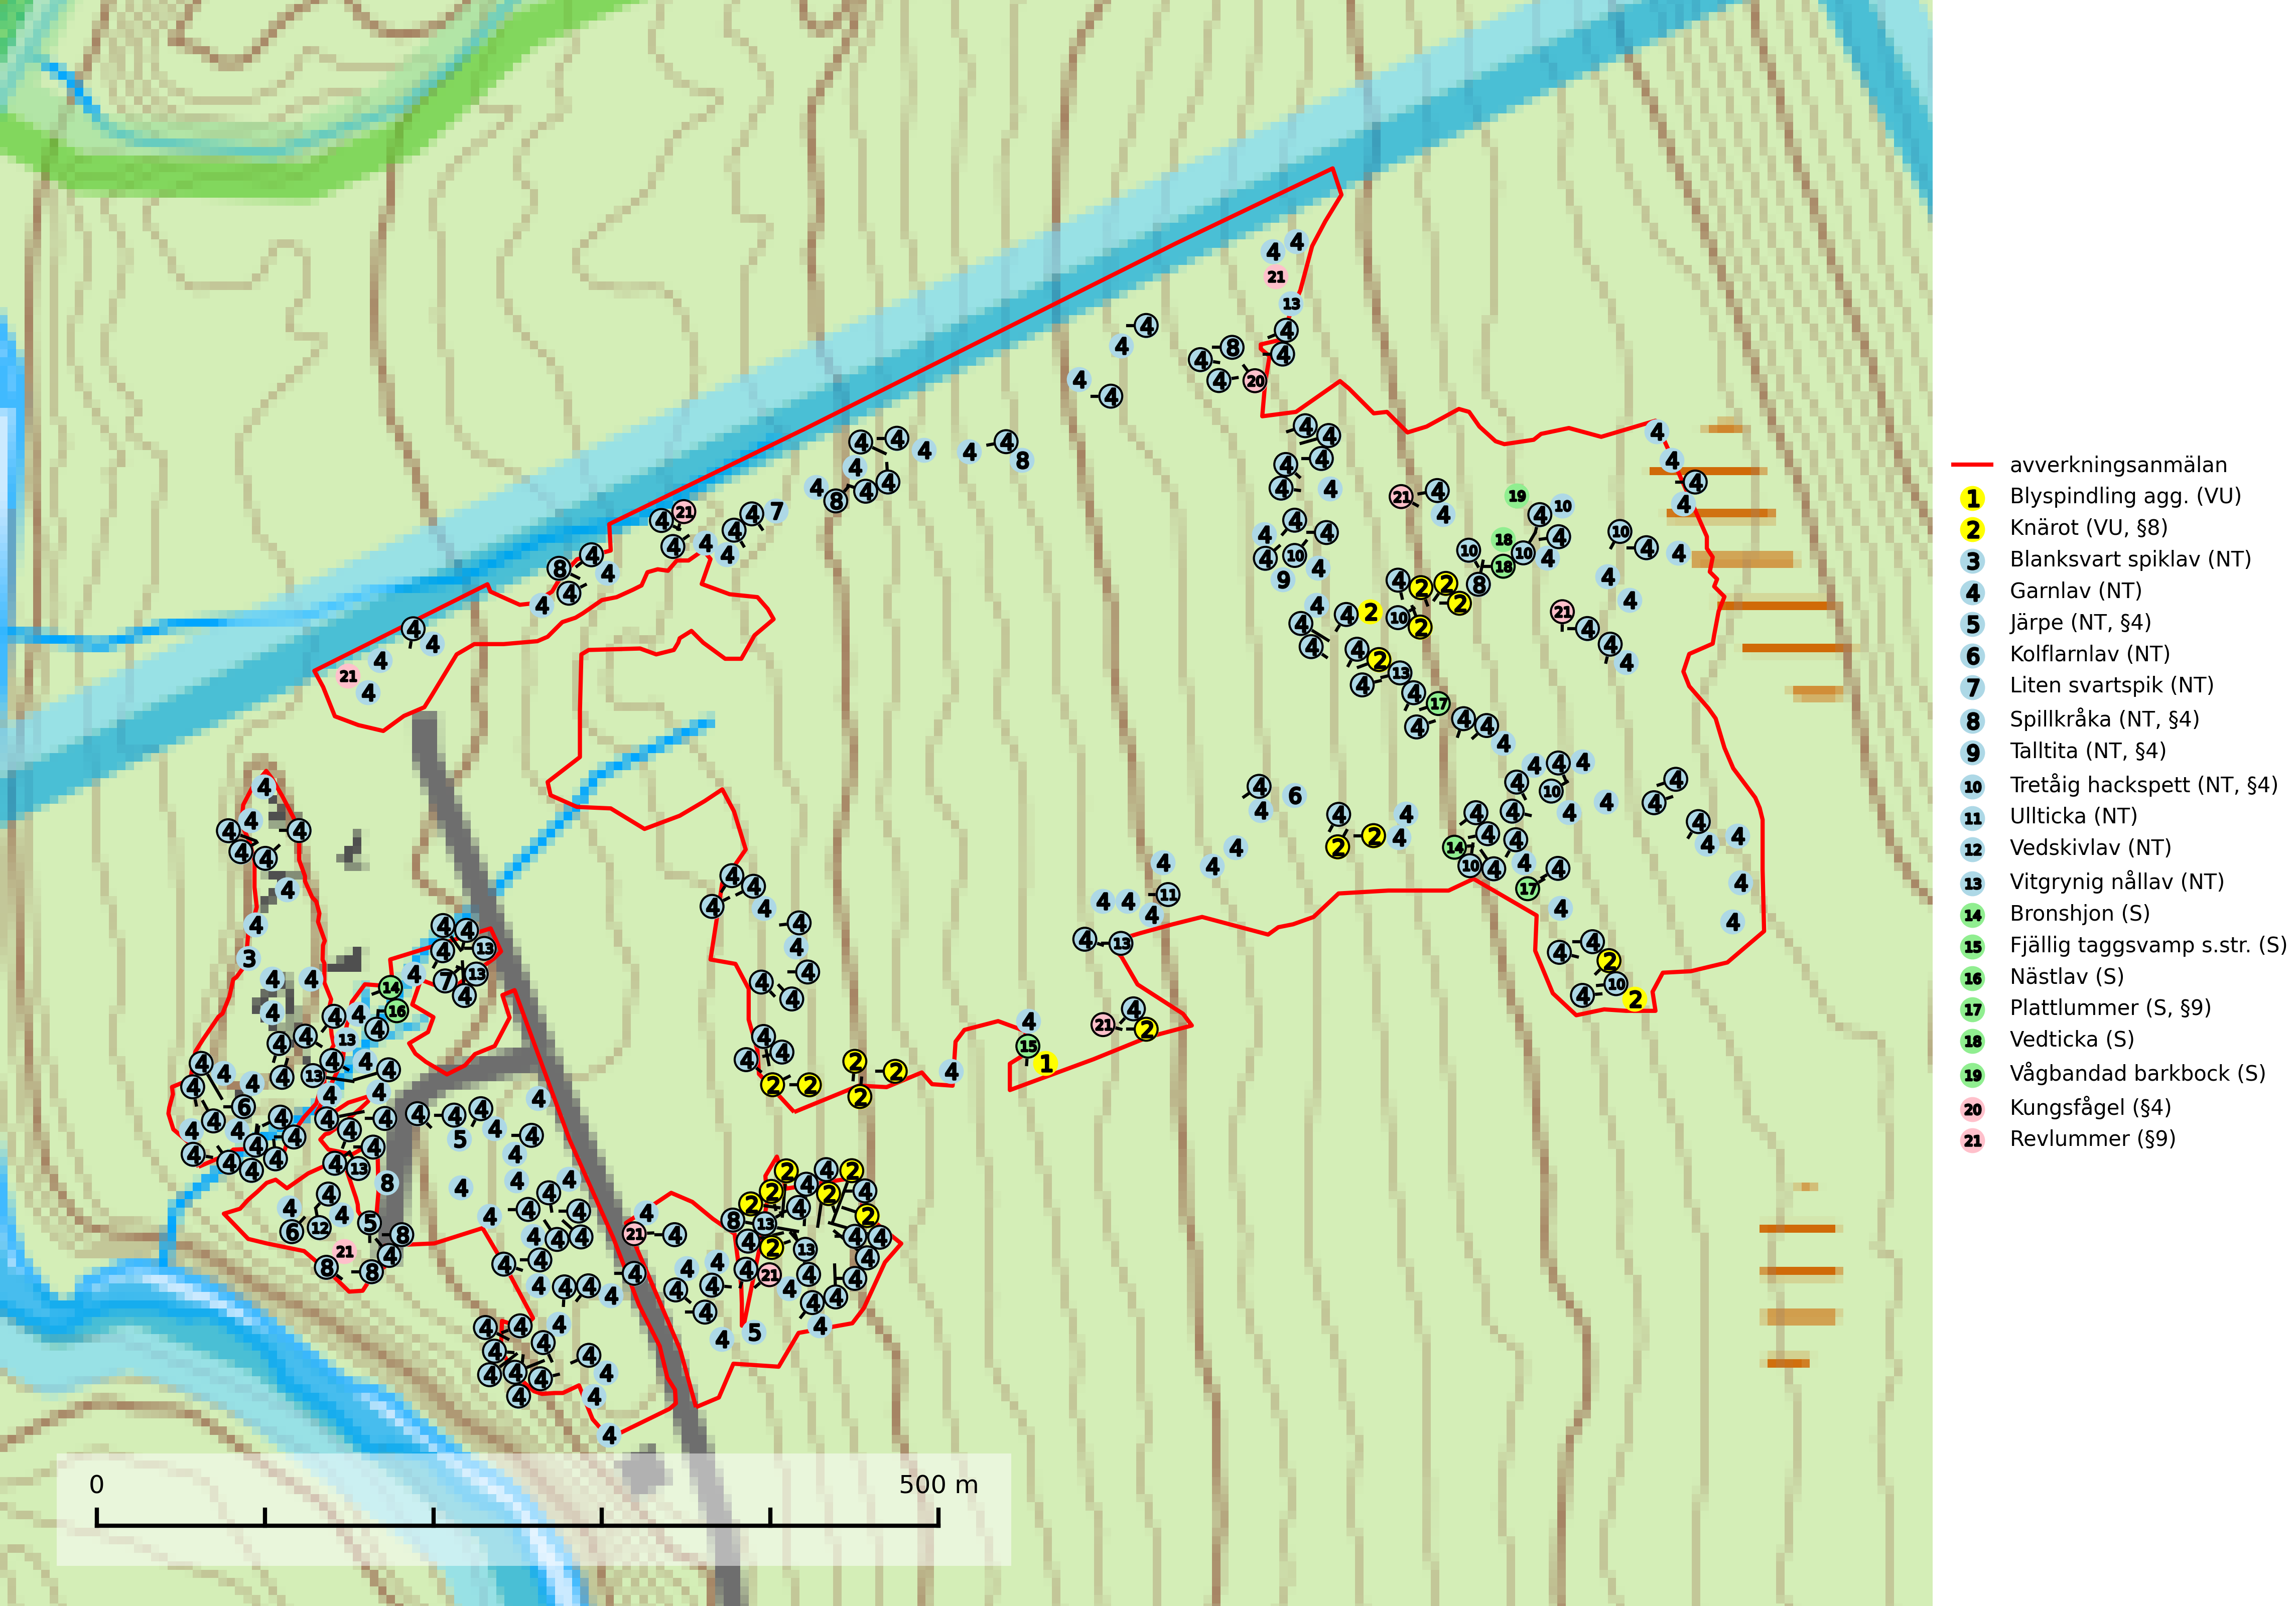 avverkningsanmälan
1 Blyspindling agg. (VU)
2 Knärot (VU, §8)
3 Blanksvart spiklav (NT)
4 Garnlav (NT)
5 Järpe (NT, §4)
6 Kolflarnlav (NT)
7 Liten svartspik (NT)
8 Spillkråka (NT, §4)
9 Talltita (NT, §4)
10 Tretåig hackspett (NT, §4)
11 Ullticka (NT)
12 Vedskivlav (NT)
13 Vitgrynig nållav (NT)
14 Bronshjon (S)
15 Fjällig taggsvamp s.str. (S)
16 Nästlav (S)
17 Plattlummer (S, §9)
18 Vedticka (S)
19 Vågbandad barkbock (S)
20 Kungsfågel (§4)
21 Revlummer (§9)
0 500 m